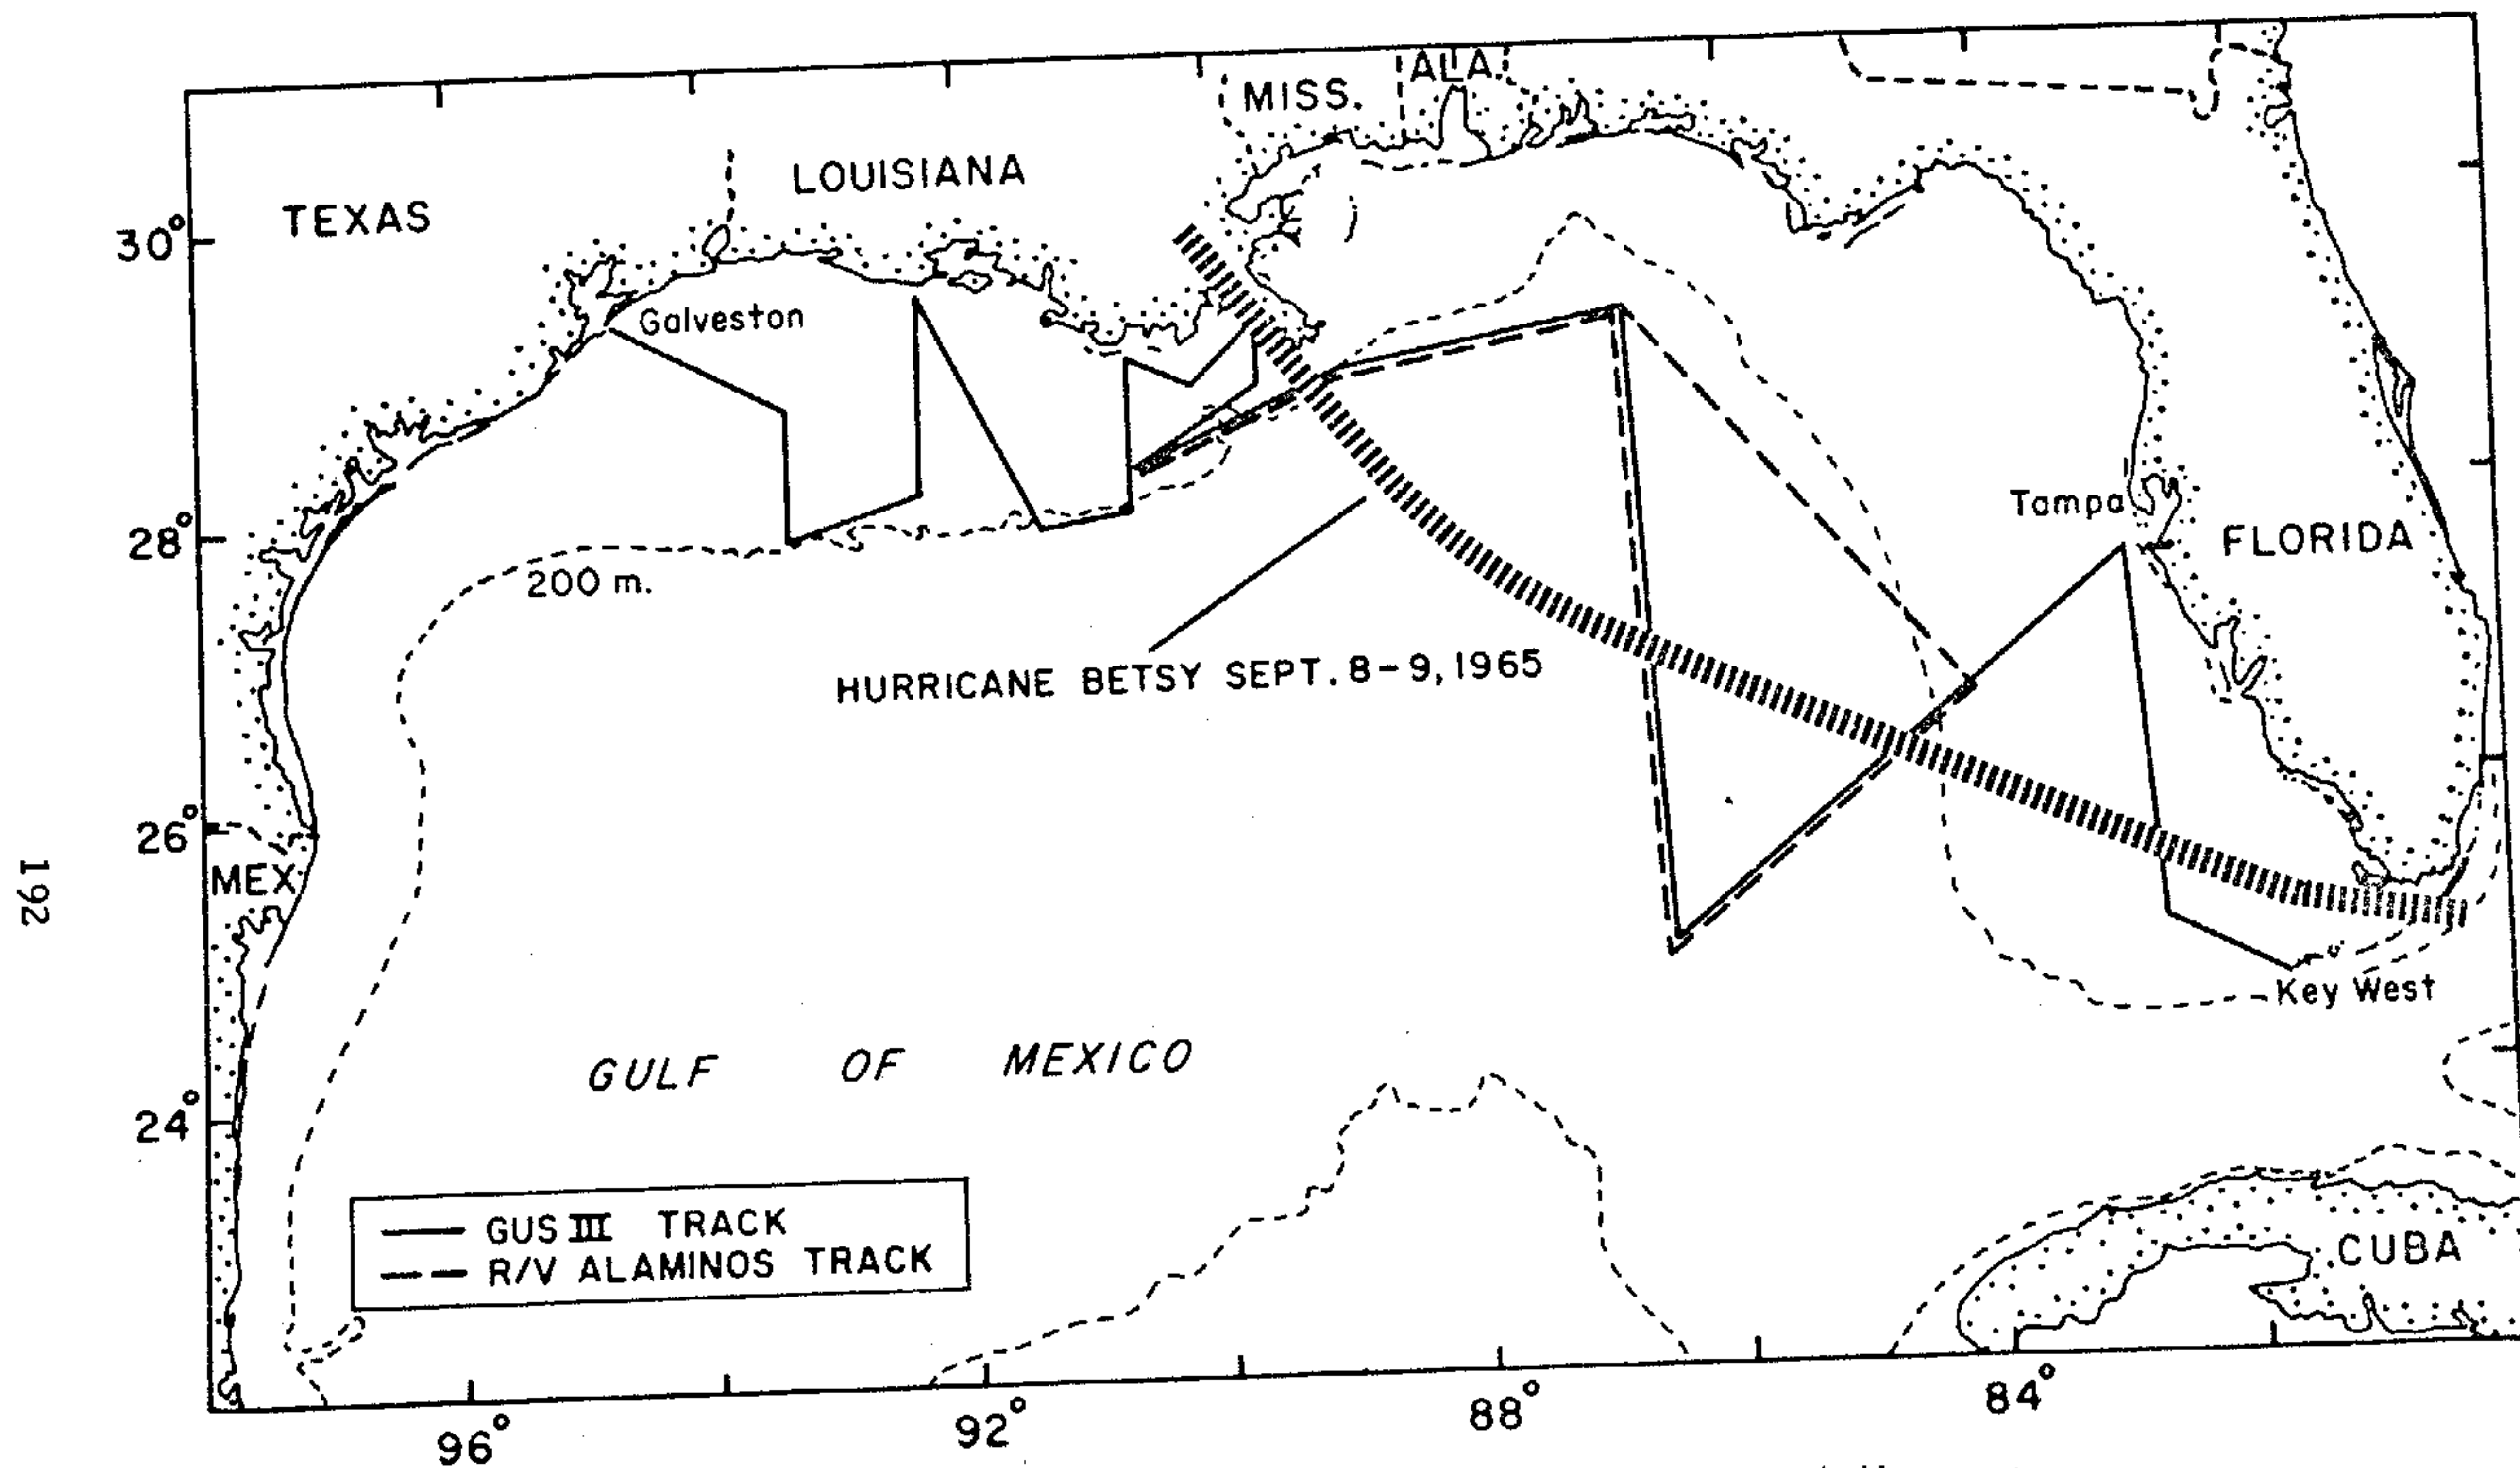 MISS.
ALA.
LOUISIANA
TEXAS
30°
Galveston
Tampa
28°
FLORIDA
200 m.
HURRICANE BETSY SEPT. 8-9, 1965
26°
MEX.
192
Key West
GULF OF MEXICO
24°
GUS III TRACK
R/V ALAMINOS TRACK
CUBA
96°
92°
88°
84°